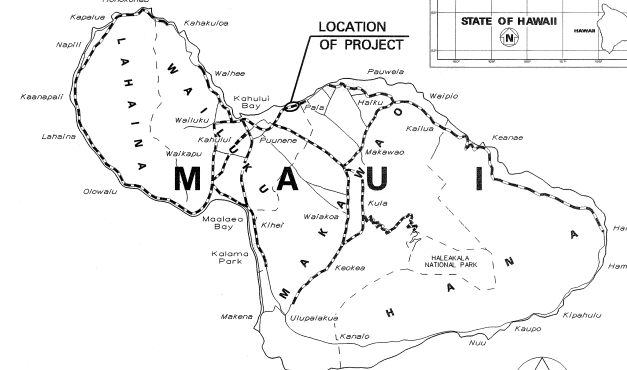 Kapalua
Kahakuloa
Napili
LOCATION
OF PROJECT
STATE OF HAWAII
N
HAWAII
Kaanapali
LAHAINA
WAILUKU
Waihee
Kahului
Bay
Pauwela
Waipio
Paia
Haiku
Kailua
Keanae
Wailuku
Kahului
Puunene
Lahaina
Waikapu
Makawao
MAUI
Olowalu
MAKAWAO
Kula
Maalaea
Bay
Kihei
Waiakoa
Kalama
Park
Keokea
HALEAKALA
NATIONAL PARK
HANA
Makena
Ulupalakua
Kanaio
Nuu
Kaupo
Kipahulu